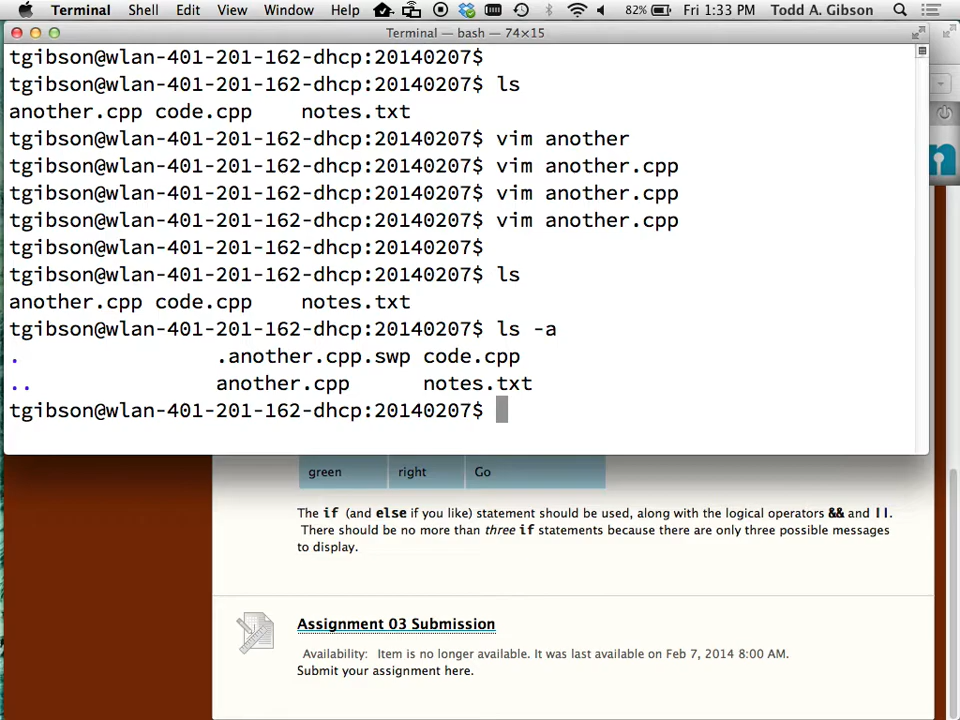 Terminal Shell Edit View Window Help 82% Fri 1:33 PM Todd A. Gibson
Terminal — bash — 74×15
tgibson@wlan-401-201-162-dhcp:20140207$
tgibson@wlan-401-201-162-dhcp:20140207$ ls
another.cpp code.cpp notes.txt
tgibson@wlan-401-201-162-dhcp:20140207$ vim another
tgibson@wlan-401-201-162-dhcp:20140207$ vim another.cpp
tgibson@wlan-401-201-162-dhcp:20140207$ vim another.cpp
tgibson@wlan-401-201-162-dhcp:20140207$ vim another.cpp
tgibson@wlan-401-201-162-dhcp:20140207$
tgibson@wlan-401-201-162-dhcp:20140207$ ls
another.cpp code.cpp notes.txt
tgibson@wlan-401-201-162-dhcp:20140207$ ls -a
. .another.cpp.swp code.cpp
.. another.cpp notes.txt
tgibson@wlan-401-201-162-dhcp:20140207$
green right Go
The if (and else if you like) statement should be used, along with the logical operators && and ||.
There should be no more than three if statements because there are only three possible messages
to display.
Assignment 03 Submission
Availability: Item is no longer available. It was last available on Feb 7, 2014 8:00 AM.
Submit your assignment here.